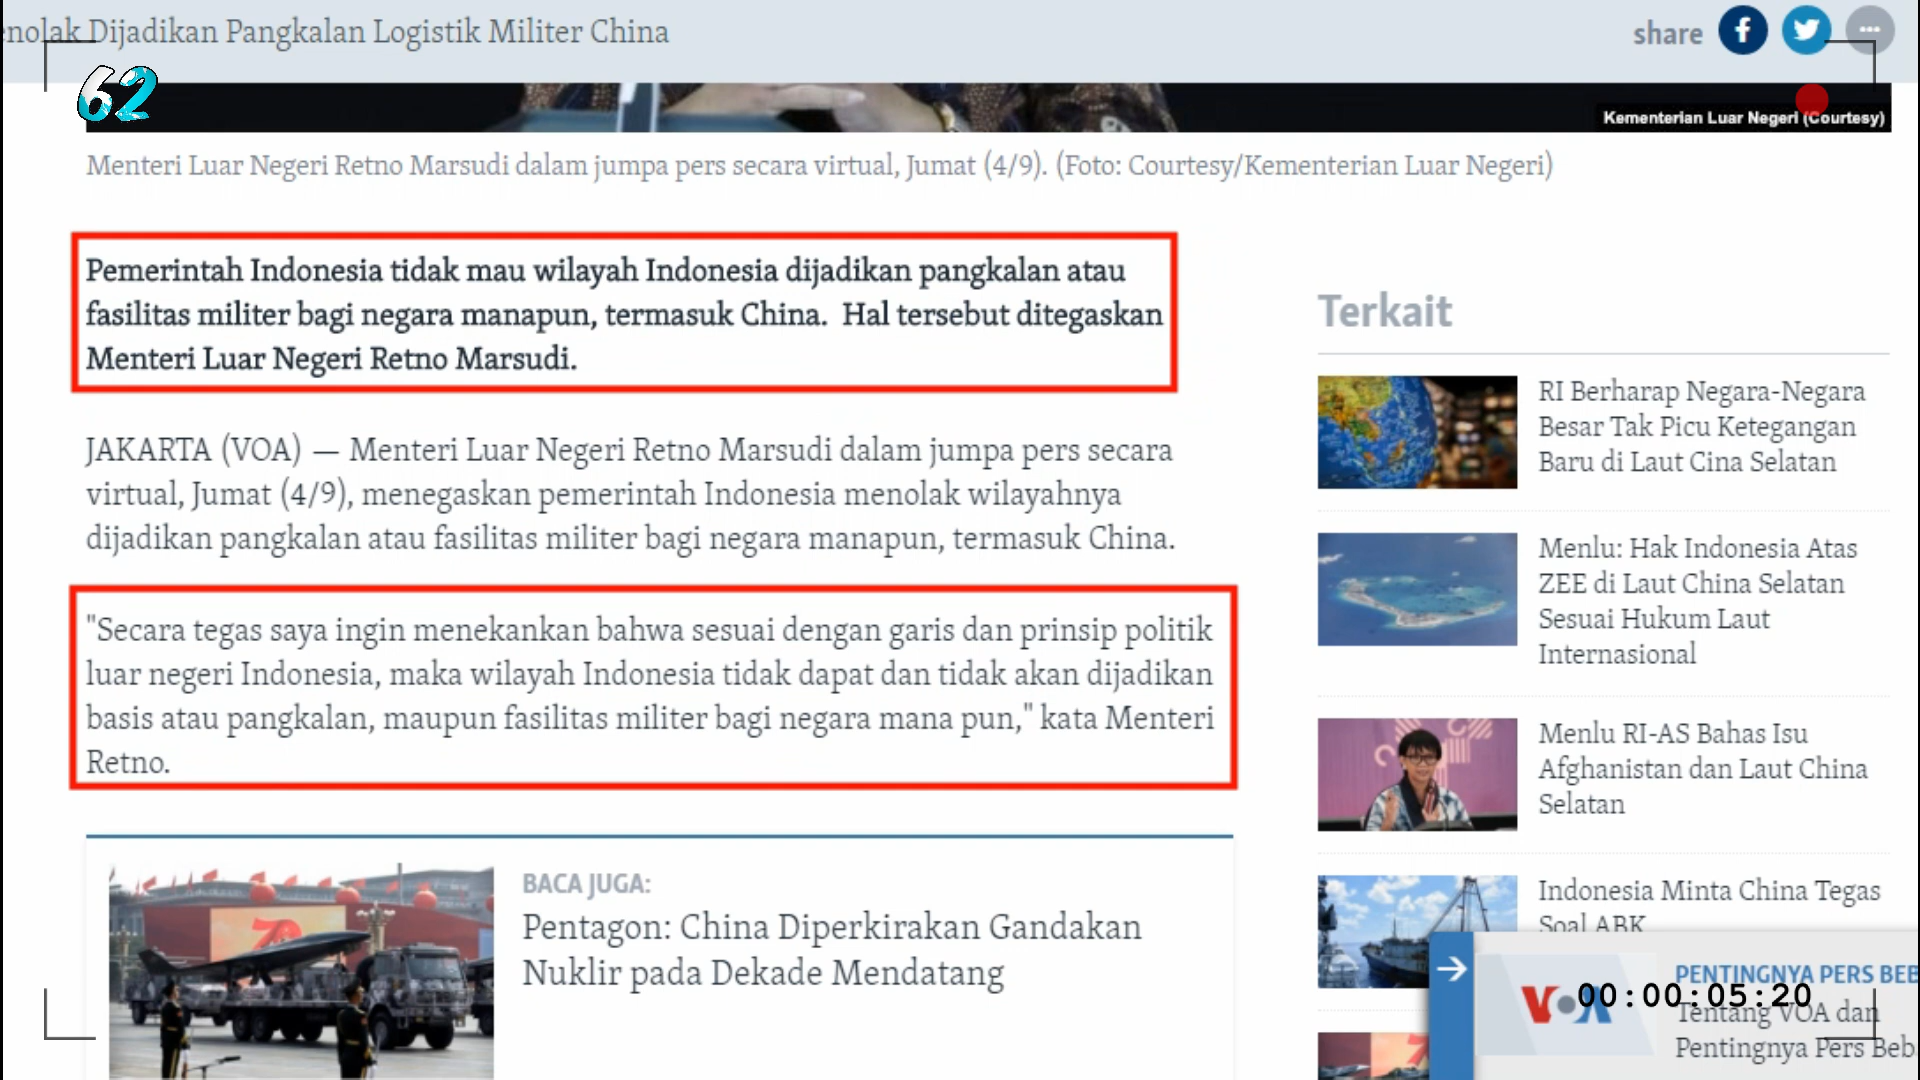 enolak Dijadikan Pangkalan Logistik Militer China
share
62
Kementerian Luar Negeri (Courtesy)
Menteri Luar Negeri Retno Marsudi dalam jumpa pers secara virtual, Jumat (4/9). (Foto: Courtesy/Kementerian Luar Negeri)
Pemerintah Indonesia tidak mau wilayah Indonesia dijadikan pangkalan atau
fasilitas militer bagi negara manapun, termasuk China.  Hal tersebut ditegaskan
Menteri Luar Negeri Retno Marsudi.
JAKARTA (VOA) — Menteri Luar Negeri Retno Marsudi dalam jumpa pers secara
virtual, Jumat (4/9), menegaskan pemerintah Indonesia menolak wilayahnya
dijadikan pangkalan atau fasilitas militer bagi negara manapun, termasuk China.
"Secara tegas saya ingin menekankan bahwa sesuai dengan garis dan prinsip politik
luar negeri Indonesia, maka wilayah Indonesia tidak dapat dan tidak akan dijadikan
basis atau pangkalan, maupun fasilitas militer bagi negara mana pun," kata Menteri
Retno.
BACA JUGA:
Pentagon: China Diperkirakan Gandakan
Nuklir pada Dekade Mendatang
Terkait
RI Berharap Negara-Negara
Besar Tak Picu Ketegangan
Baru di Laut Cina Selatan
Menlu: Hak Indonesia Atas
ZEE di Laut China Selatan
Sesuai Hukum Laut
Internasional
Menlu RI-AS Bahas Isu
Afghanistan dan Laut China
Selatan
Indonesia Minta China Tegas
Soal ABK
PENTINGNYA PERS BEB
VOA
00:00:05:20
Tentang VOA dan
Pentingnya Pers Beb